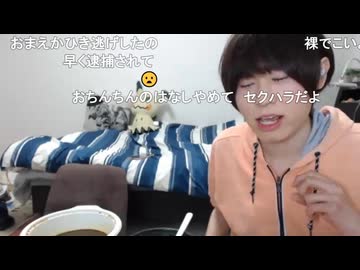 おまえかひき逃げしたの
裸でこい
早く逮捕されて
おちんちんのはなしやめて　セクハラだよ